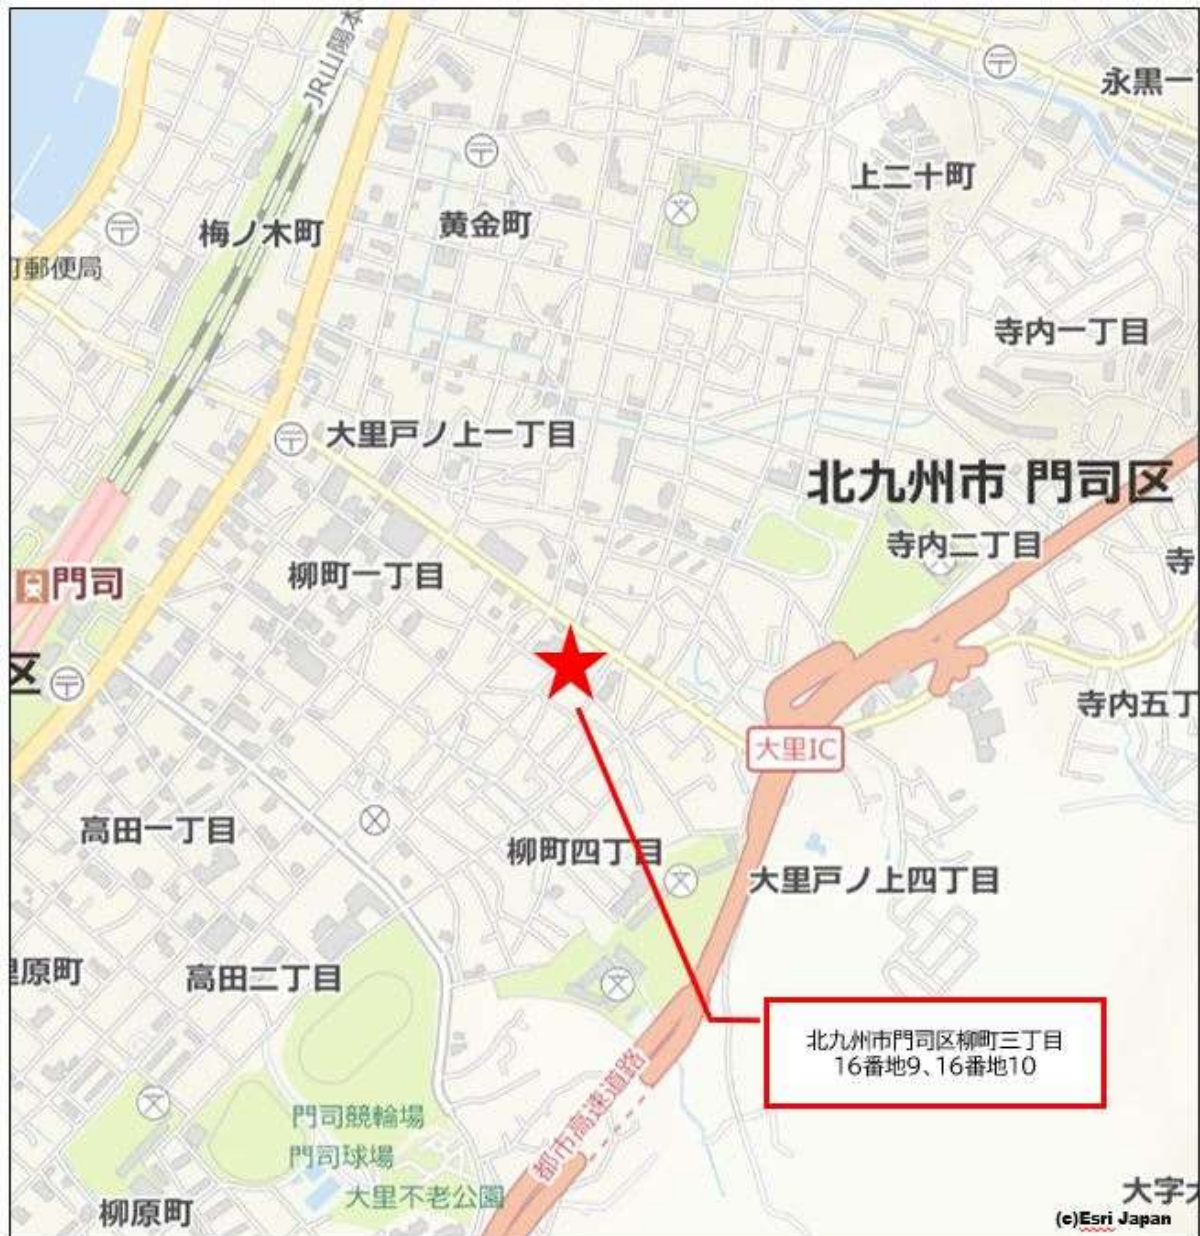 JR山陽本
永黒一
上二十町
梅ノ木町
黄金町
町郵便局
寺内一丁目
大里戸ノ上一丁目
北九州市 門司区
寺内二丁目
寺
柳町一丁目
門司
区
寺内五丁
大里IC
高田一丁目
柳町四丁目
大里戸ノ上四丁目
里原町
高田二丁目
北九州市門司区柳町三丁目
16番地9、16番地10
都市高速道路
門司競輪場
門司球場
大里不老公園
柳原町
大字大
(c)Esri Japan